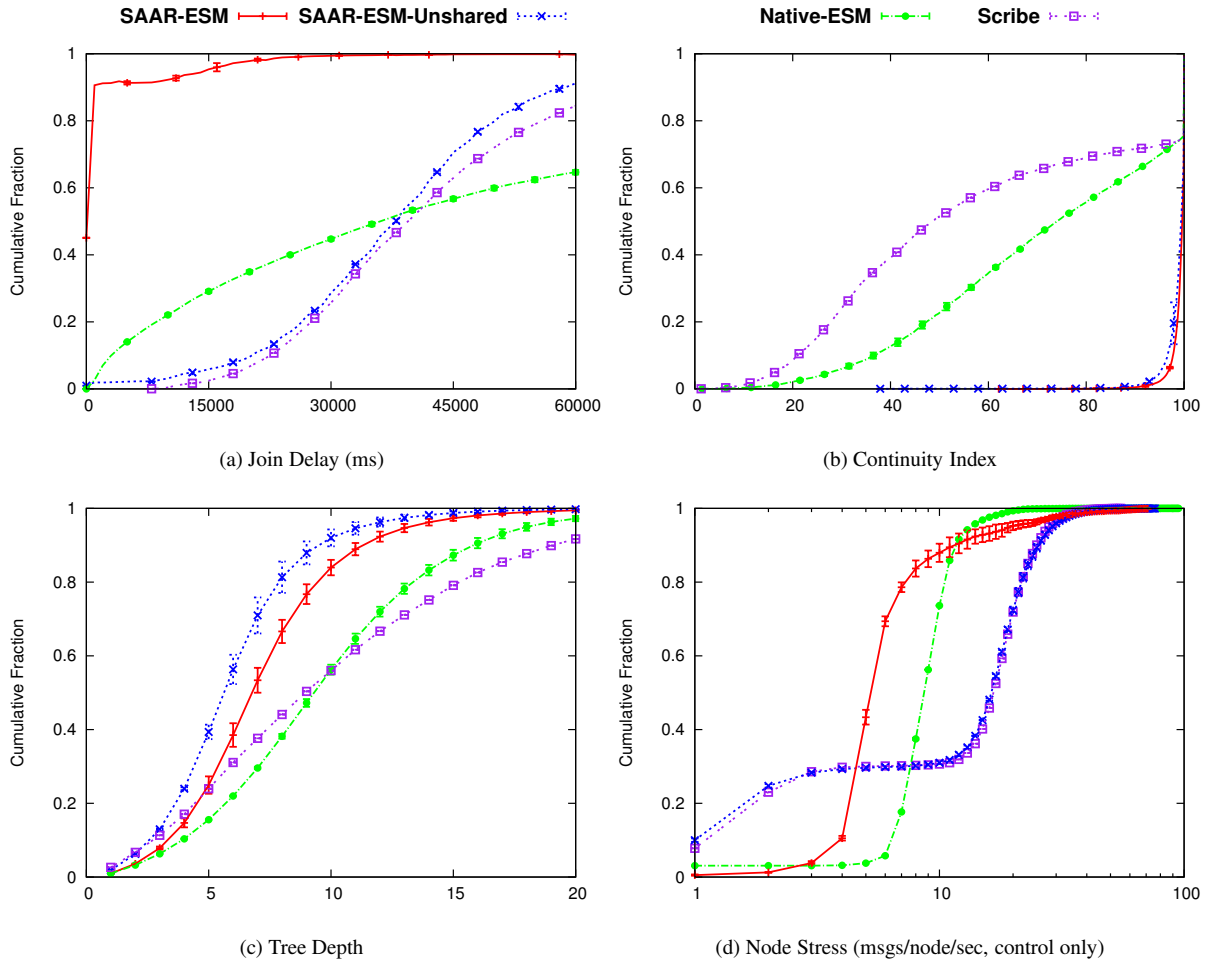 SAAR-ESM SAAR-ESM-Unshared Native-ESM Scribe
Cumulative Fraction
1
0.8
0.6
0.4
0.2
0
0 15000 30000 45000 60000
(a) Join Delay (ms)
Cumulative Fraction
1
0.8
0.6
0.4
0.2
0
0 20 40 60 80 100
(b) Continuity Index
Cumulative Fraction
1
0.8
0.6
0.4
0.2
0
0 5 10 15 20
(c) Tree Depth
Cumulative Fraction
1
0.8
0.6
0.4
0.2
0
1 10 100
(d) Node Stress (msgs/node/sec, control only)